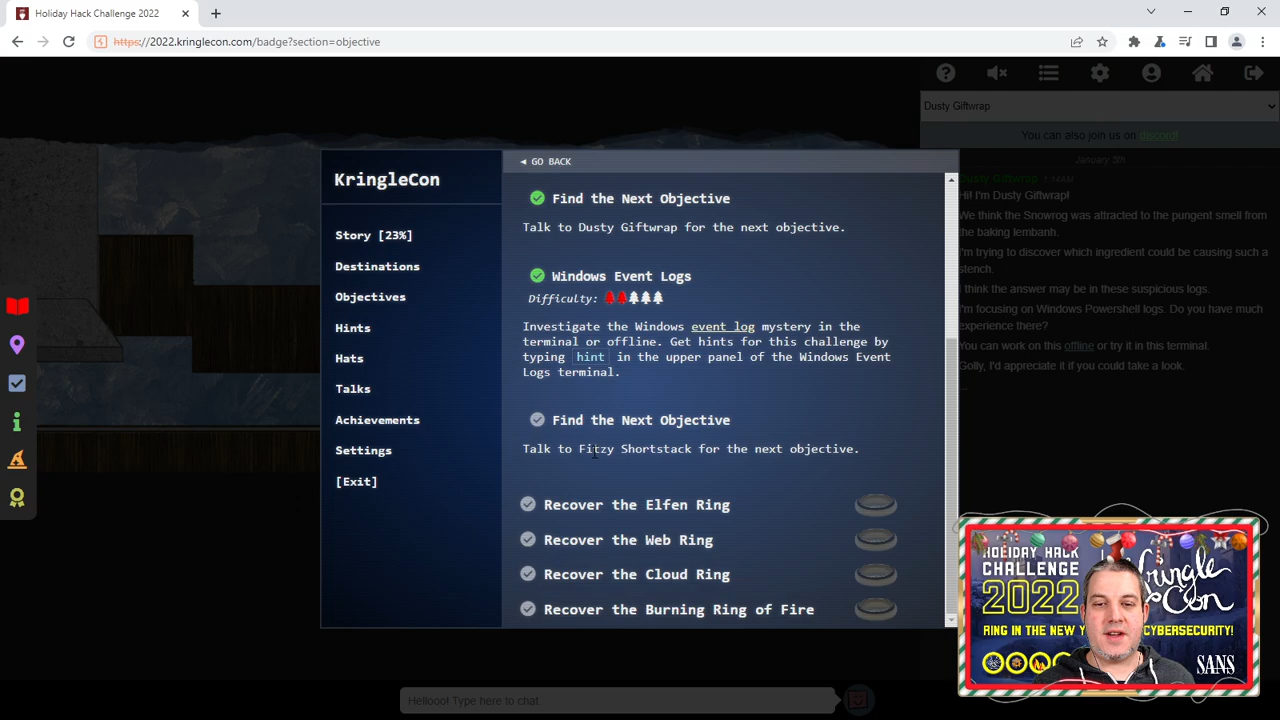 Holiday Hack Challenge 2022
https://2022.kringlecon.com/badge?section=objective
Dusty Giftwrap
You can also join us on discord!
January 5th
Dusty Giftwrap 1:14AM
Hi! I'm Dusty Giftwrap!
We think the Snowrog was attracted to the pungent smell from
the baking lembanh.
I'm trying to discover which ingredient could be causing such a
stench.
I think the answer may be in these suspicious logs.
I'm focusing on Windows Powershell logs. Do you have much
experience there?
You can work on this offline or try it in this terminal.
Golly, I'd appreciate it if you could take a look.
...
KringleCon
Story [23%]
Destinations
Objectives
Hints
Hats
Talks
Achievements
Settings
[Exit]
◄ GO BACK
Find the Next Objective
Talk to Dusty Giftwrap for the next objective.
Windows Event Logs
Difficulty:
Investigate the Windows event log mystery in the
terminal or offline. Get hints for this challenge by
typing hint in the upper panel of the Windows Event
Logs terminal.
Find the Next Objective
Talk to Fitzy Shortstack for the next objective.
Recover the Elfen Ring
Recover the Web Ring
Recover the Cloud Ring
Recover the Burning Ring of Fire
Hellooo! Type here to chat
HOLIDAY HACK
CHALLENGE
2022
KringleCon
RING IN THE NEW Y CYBERSECURITY!
SANS